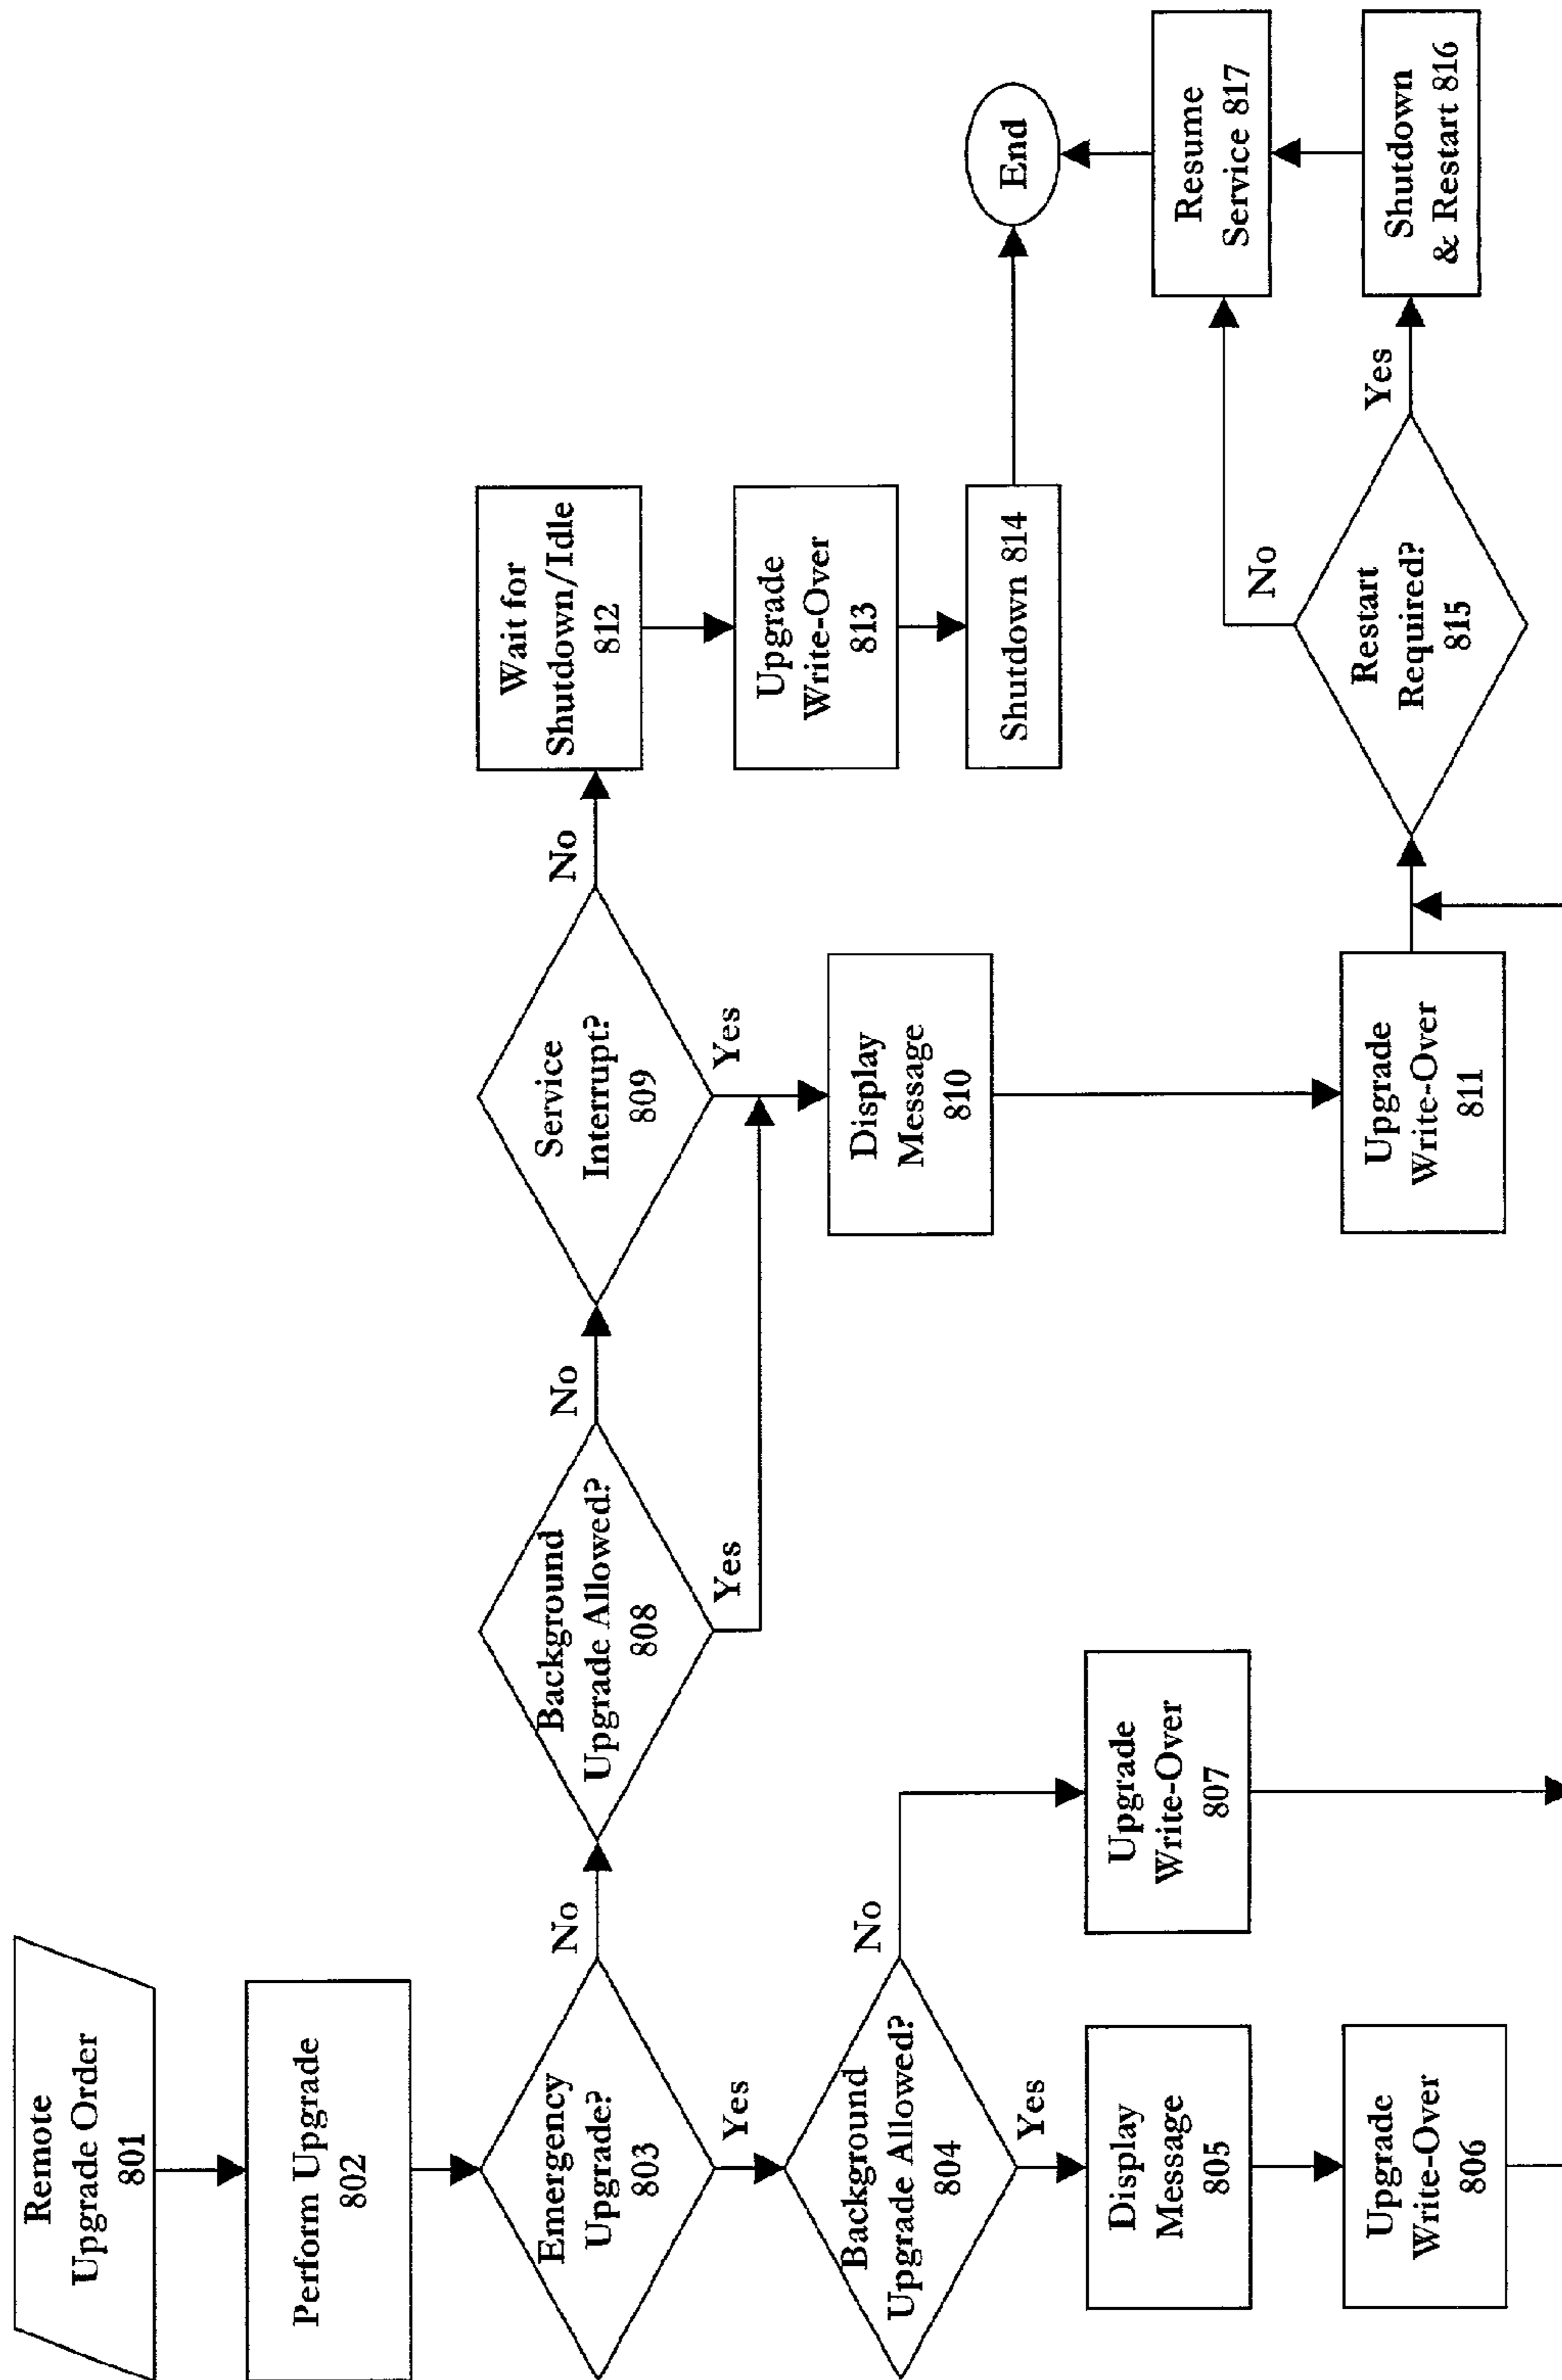 Remote
Upgrade Order
801
Perform Upgrade
802
Emergency
Upgrade?
803
No
Yes
Background
Upgrade Allowed?
804
No
Yes
Display
Message
805
Upgrade
Write-Over
806
Upgrade
Write-Over
807
Background
Upgrade Allowed?
808
No
Yes
Service
Interrupt?
809
No
Yes
Display
Message
810
Upgrade
Write-Over
811
Wait for
Shutdown/Idle
812
Upgrade
Write-Over
813
Shutdown 814
End
Restart
Required?
815
No
Yes
Shutdown
& Restart 816
Resume
Service 817